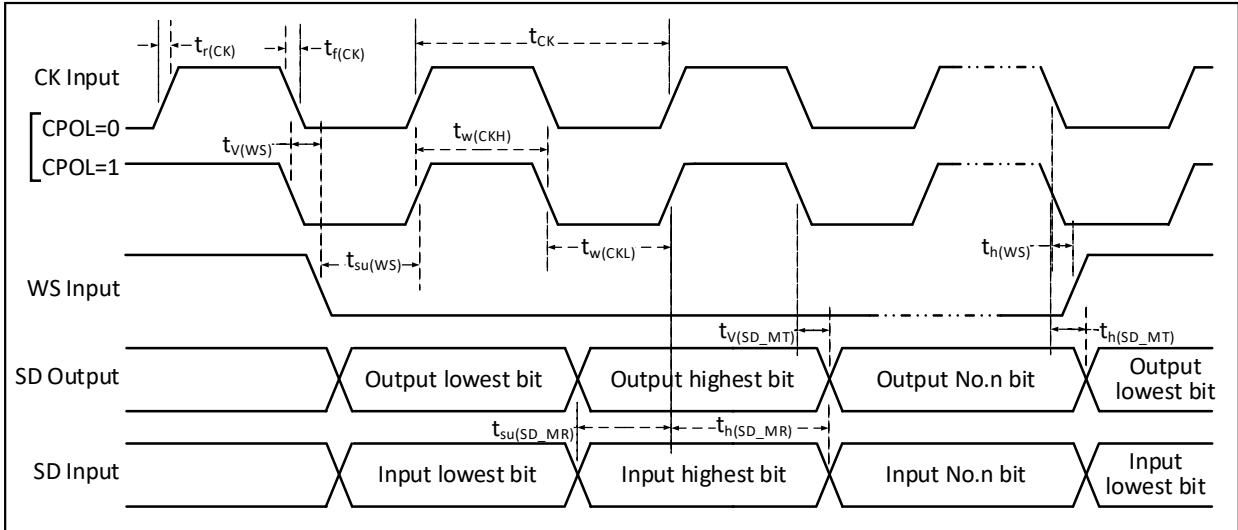 tr(CK)
tf(CK)
tCK
CK Input
CPOL=0
CPOL=1
tV(WS)
tw(CKH)
tsu(WS)
tw(CKL)
th(WS)
WS Input
tV(SD_MT)
th(SD_MT)
SD Output
Output lowest bit
Output highest bit
Output No.n bit
Output
lowest bit
tsu(SD_MR)
th(SD_MR)
SD Input
Input lowest bit
Input highest bit
Input No.n bit
Input
lowest bit